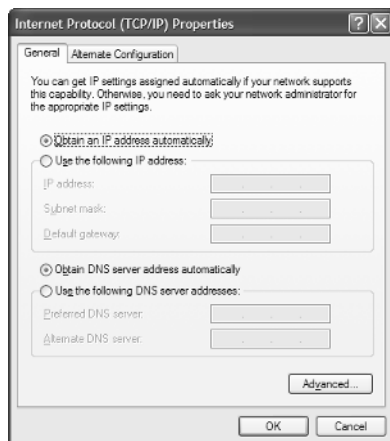 Internet Protocol (TCP/IP) Properties
General
Alternate Configuration
You can get IP settings assigned automatically if your network supports
this capability. Otherwise, you need to ask your network administrator for
the appropriate IP settings.
Obtain an IP address automatically
Use the following IP address:
IP address:
Subnet mask:
Default gateway:
Obtain DNS server address automatically
Use the following DNS server addresses:
Preferred DNS server:
Alternate DNS server:
Advanced...
OK
Cancel